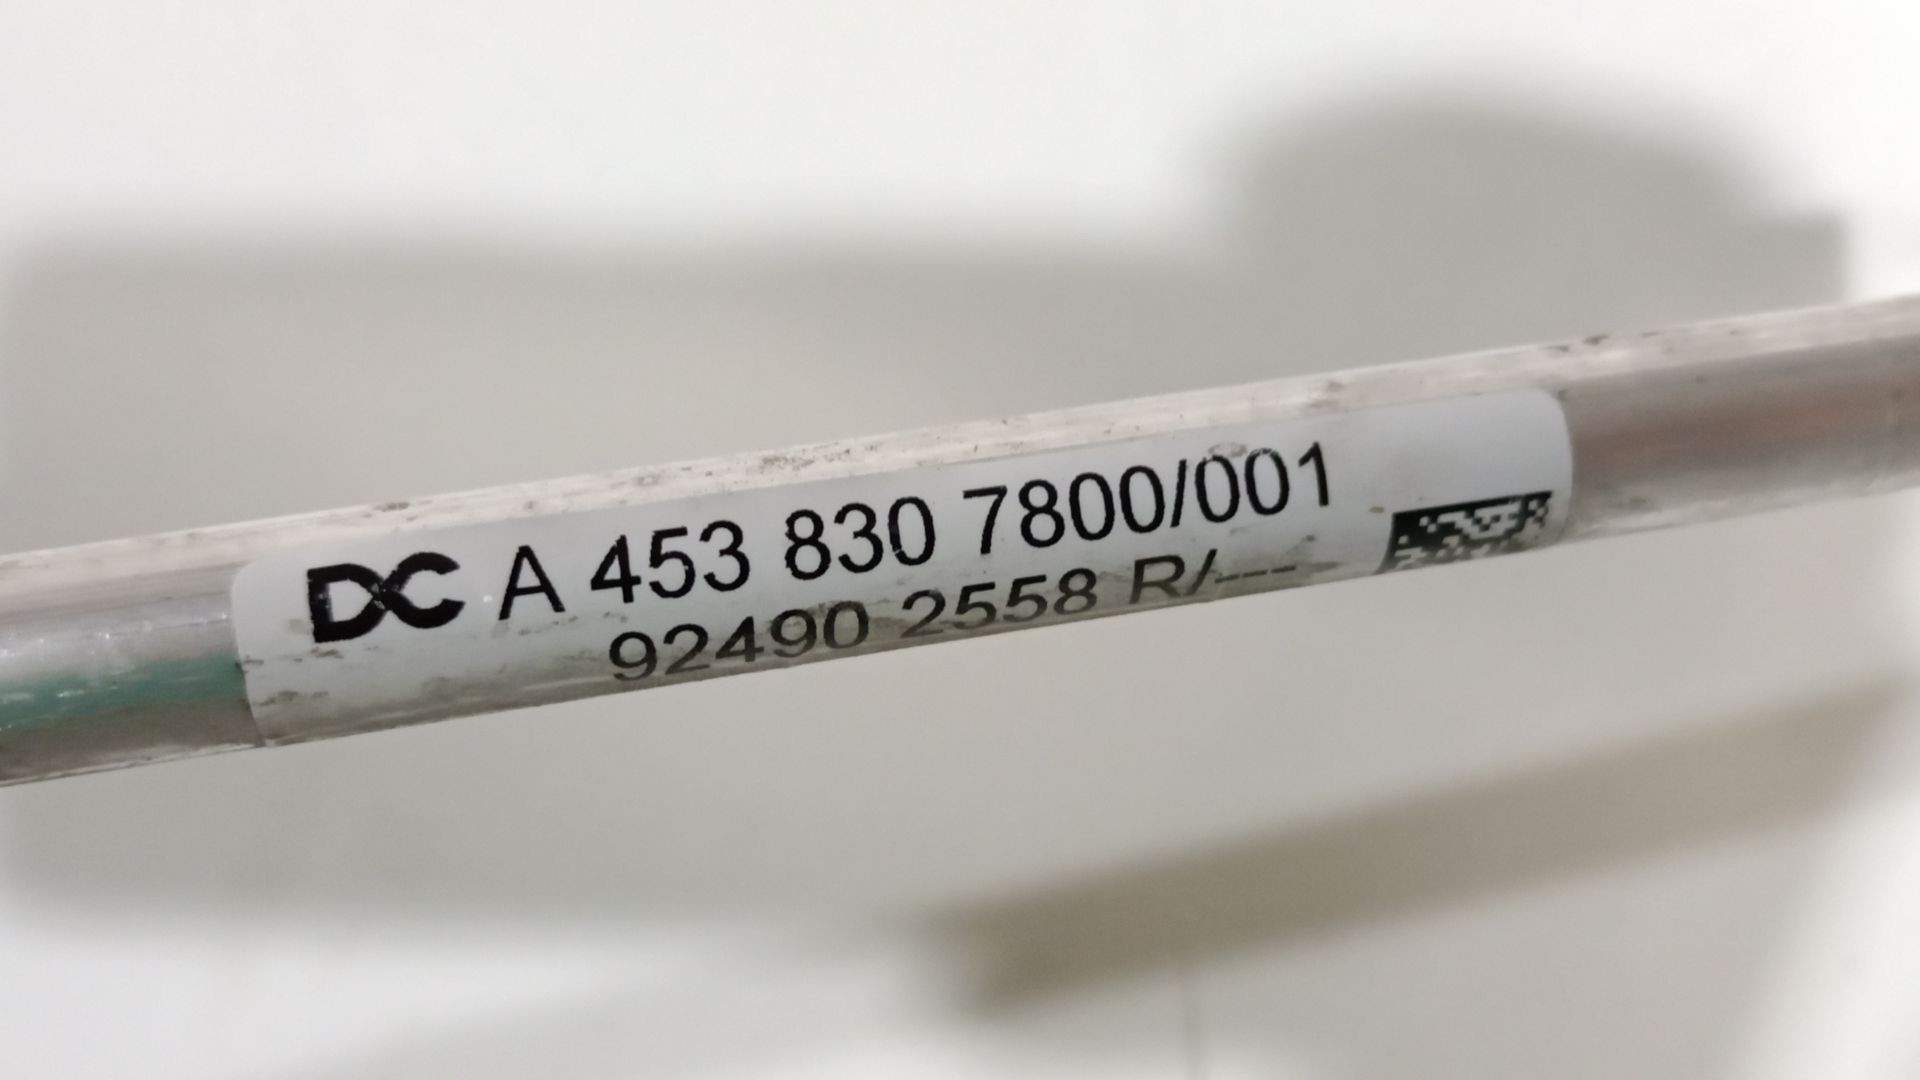 DC A 453 830 7800/001
92490 2558 R/---